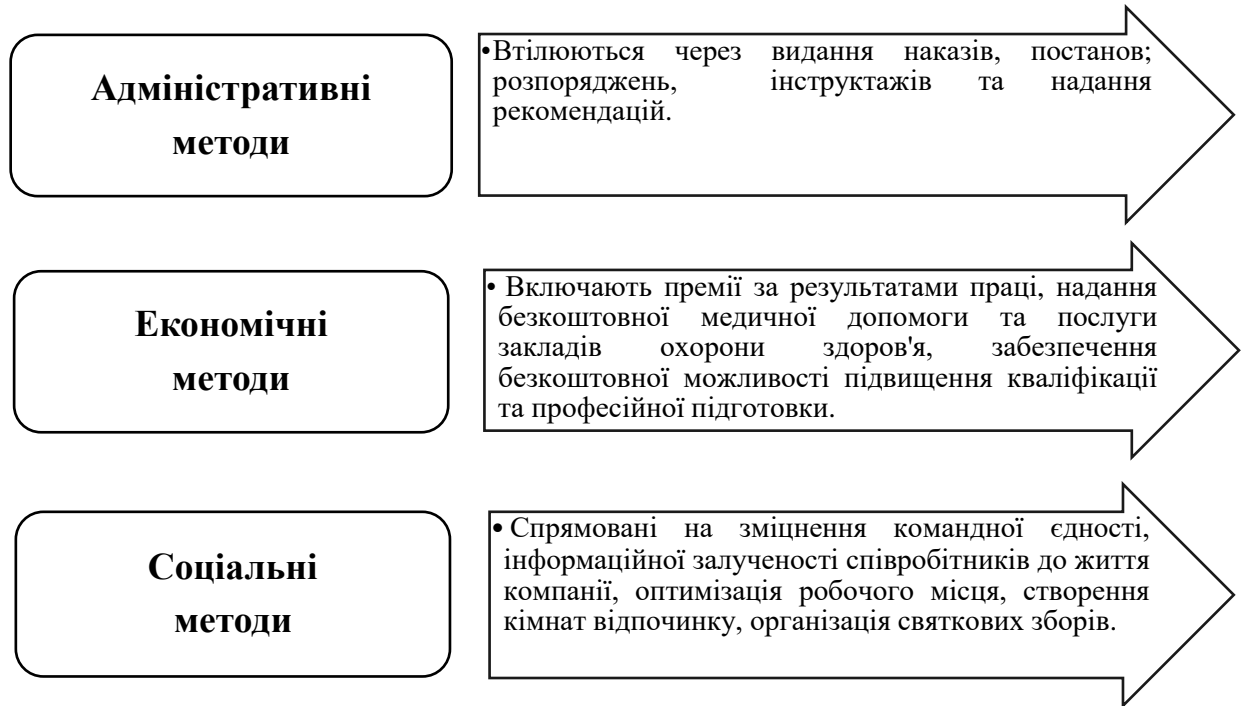 Адміністративні
методи
•Втілюються через видання наказів, постанов;
розпоряджень, інструктажів та надання
рекомендацій.
Економічні
методи
• Включають премії за результатами праці, надання
безкоштовної медичної допомоги та послуги
закладів охорони здоров'я, забезпечення
безкоштовної можливості підвищення кваліфікації
та професійної підготовки.
Соціальні
методи
• Спрямовані на зміцнення командної єдності,
інформаційної залученості співробітників до життя
компанії, оптимізація робочого місця, створення
кімнат відпочинку, організація святкових зборів.